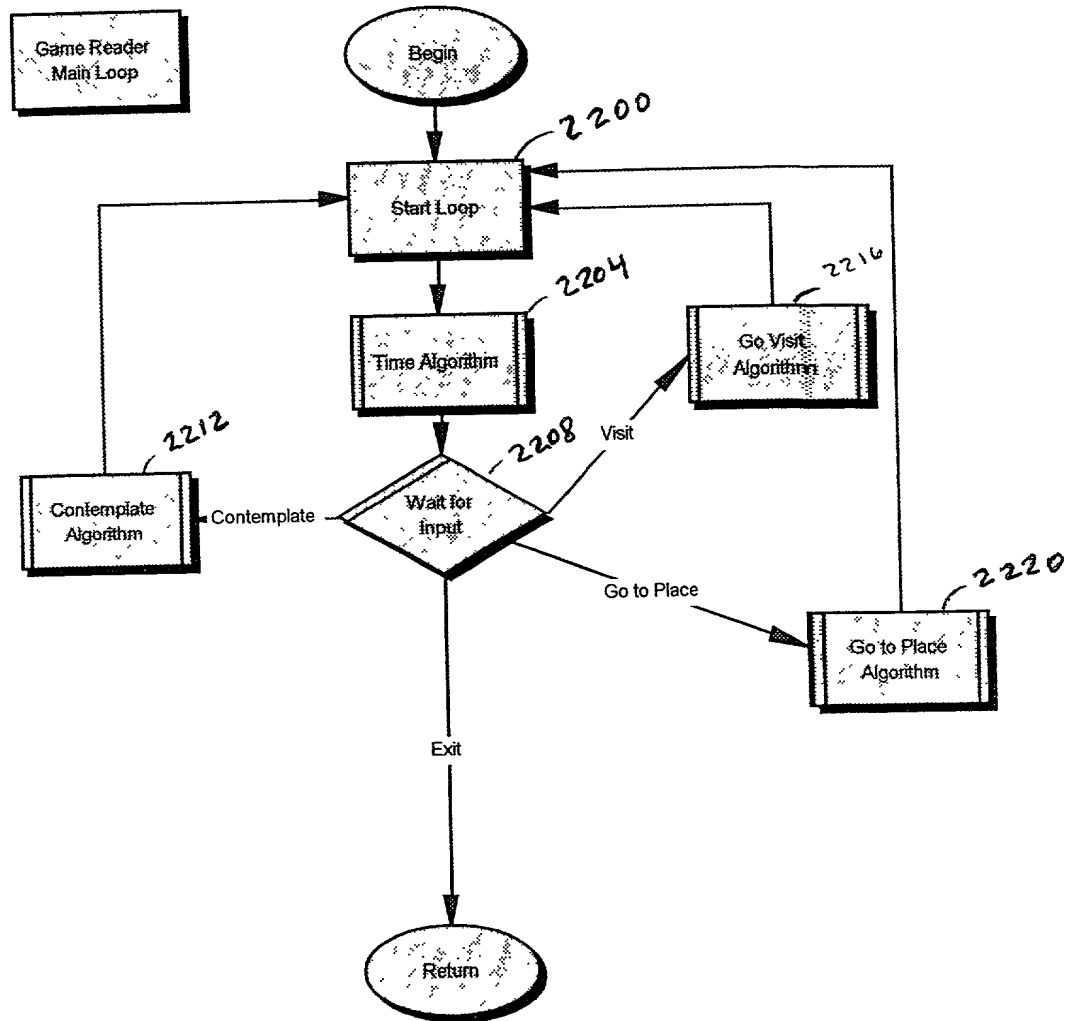 Game Reader
Main Loop
Begin
2200
Start Loop
2204
Time Algorithm
2216
Go Visit
Algorithm
2212
2208
Visit
Wait for
Input
Contemplate
Contemplate
Algorithm
Go to Place
2220
Go to Place
Algorithm
Exit
Return